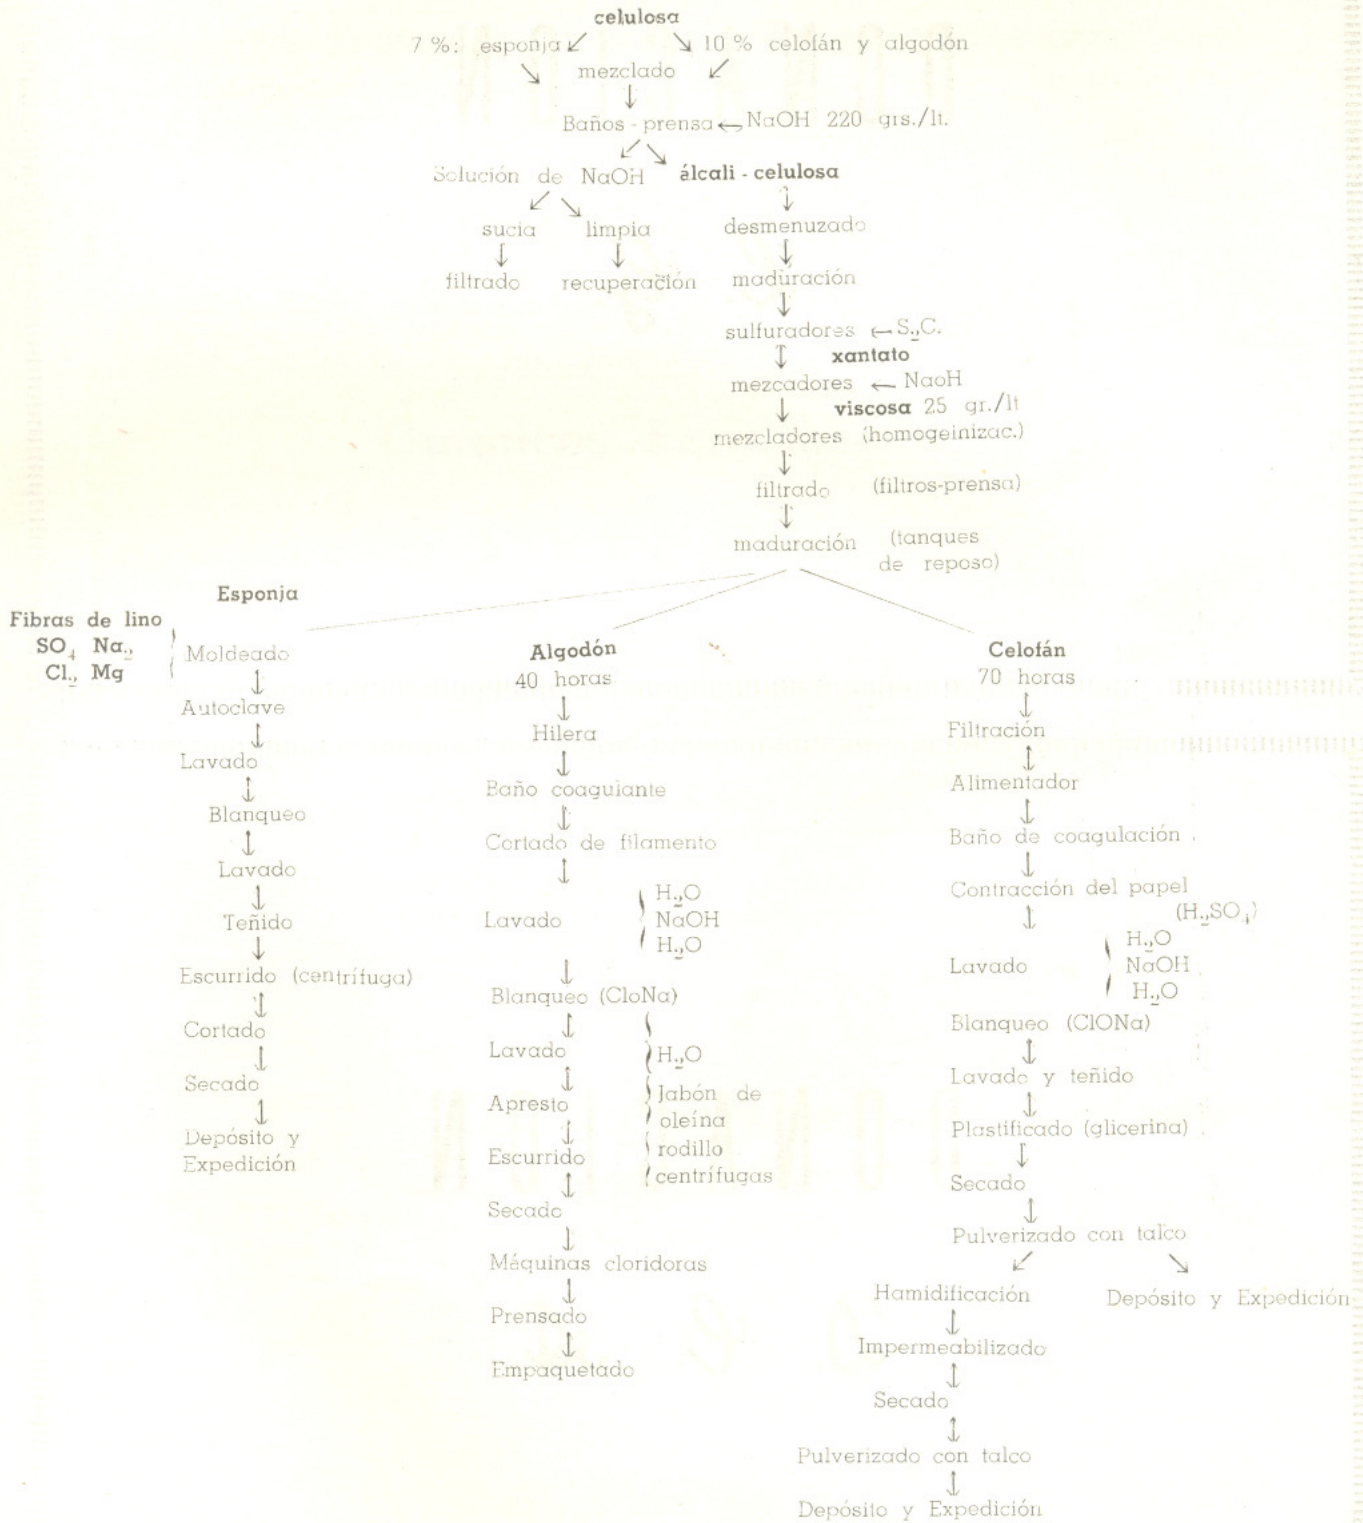 celulosa
7 %: esponja ↙ ↘ 10 % celofán y algodón
↘ mezclado ↙
↓
Baños - prensa ← NaOH 220 grs./lt.
↙ ↘
Solución de NaOH álcali - celulosa
↙ ↘ ↓
sucia limpia desmenuzado
↓ ↓ ↓
filtrado recuperación maduración
↓
sulfuradores ← S₂C.
↓ xantato
mezcadores ← NaoH
↓ viscosa 25 gr./lt
mezcladores (homogeinizac.)
↓
filtrado (filtros-prensa)
↓
maduración (tanques
de reposo)
Esponja
Fibras de lino
SO₄ Na₂
Cl₂ Mg
Moldeado
↓
Autoclave
↓
Lavado
↓
Blanqueo
↓
Lavado
↓
Teñido
↓
Escurrido (centrífuga)
↓
Cortado
↓
Secado
↓
Depósito y
Expedición
Algodón
40 horas
↓
Hilera
↓
Baño coagulante
↓
Cortado de filamento
↓
H₂O
Lavado NaOH
H₂O
↓
Blanqueo (CloNa)
↓
Lavado H₂O
↓
Apresto Jabón de
oleína
↓
Escurrido rodillo
centrífugas
↓
Secado
↓
Máquinas cloridoras
↓
Prensado
↓
Empaquetado
Celofán
70 horas
↓
Filtración
↓
Alimentador
↓
Baño de coagulación
↓
Contracción del papel
(H₂SO₄)
↓
H₂O
Lavado NaOH
H₂O
Blanqueo (ClONa)
↓
Lavado y teñido
↓
Plastificado (glicerina)
↓
Secado
↓
Pulverizado con talco
↙ ↘
Hamidificación Depósito y Expedición
↓
Impermeabilizado
↓
Secado
↓
Pulverizado con talco
↓
Depósito y Expedición